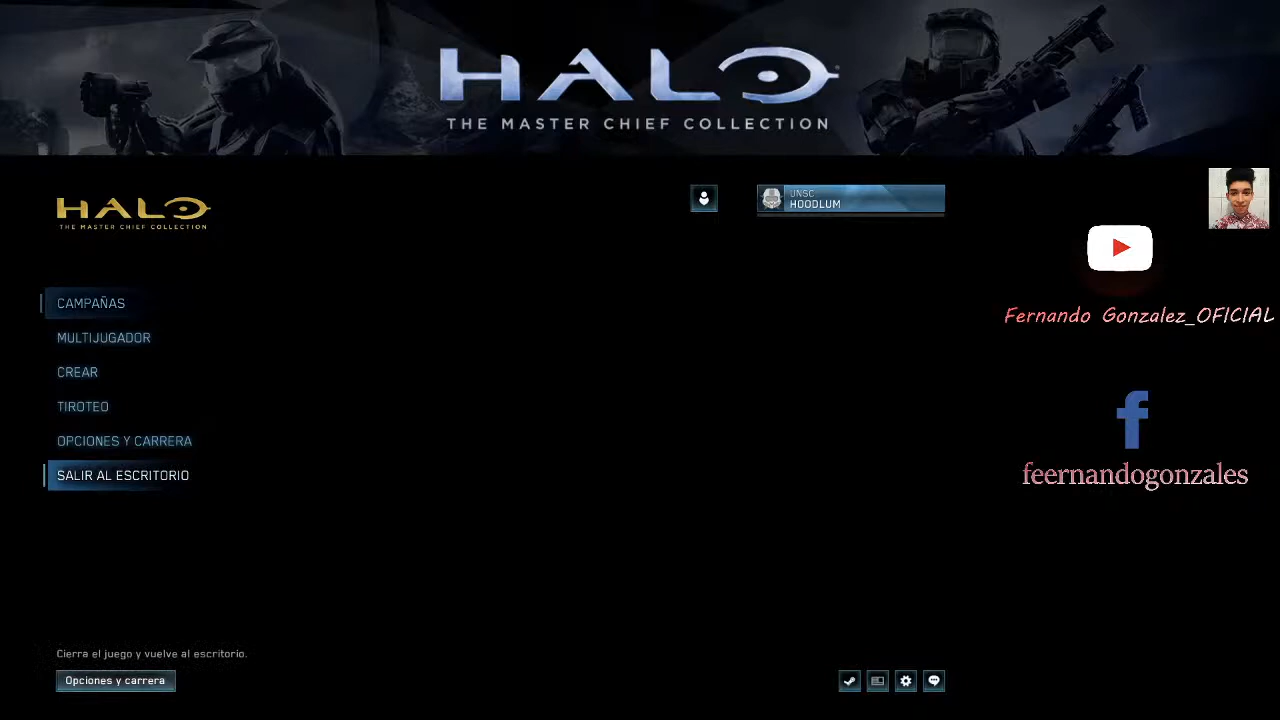 HALO
THE MASTER CHIEF COLLECTION
HALO
THE MASTER CHIEF COLLECTION
UNSC
HOODLUM
CAMPAÑAS
MULTIJUGADOR
CREAR
TIROTEO
OPCIONES Y CARRERA
SALIR AL ESCRITORIO
Fernando Gonzalez_OFICIAL
f
feernandogonzales
Cierra el juego y vuelve al escritorio.
Opciones y carrera